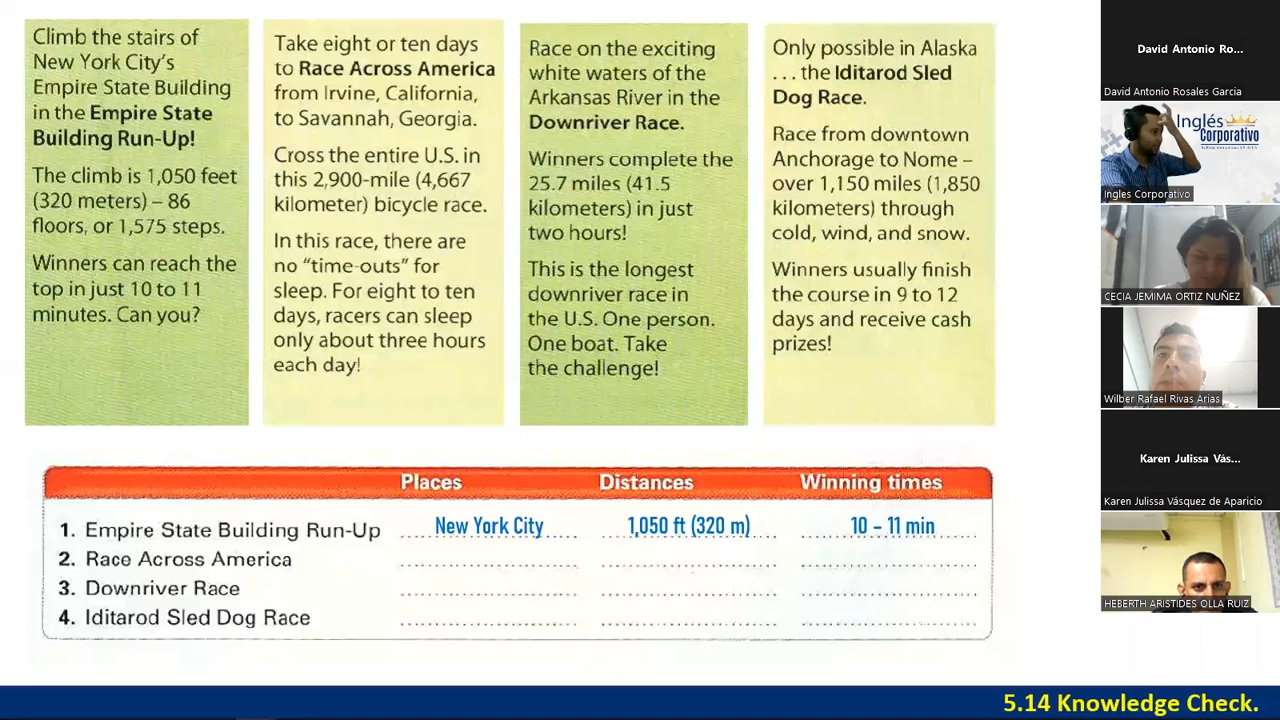 Climb the stairs of
New York City's
Empire State Building
in the Empire State
Building Run-Up!
The climb is 1,050 feet
(320 meters) – 86
floors, or 1,575 steps.
Winners can reach the
top in just 10 to 11
minutes. Can you?
Take eight or ten days
to Race Across America
from Irvine, California,
to Savannah, Georgia.
Cross the entire U.S. in
this 2,900-mile (4,667
kilometer) bicycle race.
In this race, there are
no “time-outs” for
sleep. For eight to ten
days, racers can sleep
only about three hours
each day!
Race on the exciting
white waters of the
Arkansas River in the
Downriver Race.
Winners complete the
25.7 miles (41.5
kilometers) in just
two hours!
This is the longest
downriver race in
the U.S. One person.
One boat. Take
the challenge!
Only possible in Alaska
. . . the Iditarod Sled
Dog Race.
Race from downtown
Anchorage to Nome –
over 1,150 miles (1,850
kilometers) through
cold, wind, and snow.
Winners usually finish
the course in 9 to 12
days and receive cash
prizes!
Places Distances Winning times
1. Empire State Building Run-Up New York City 1,050 ft (320 m) 10 – 11 min
2. Race Across America
3. Downriver Race
4. Iditarod Sled Dog Race
5.14 Knowledge Check.
David Antonio Ro...
David Antonio Rosales Garcia
Inglés
Corporativo
Ingles Corporativo
CECIA JEMIMA ORTIZ NUÑEZ
Wilber Rafael Rivas Arias
Karen Julissa Vás...
Karen Julissa Vásquez de Aparicio
HEBERTH ARISTIDES OLLA RUIZ